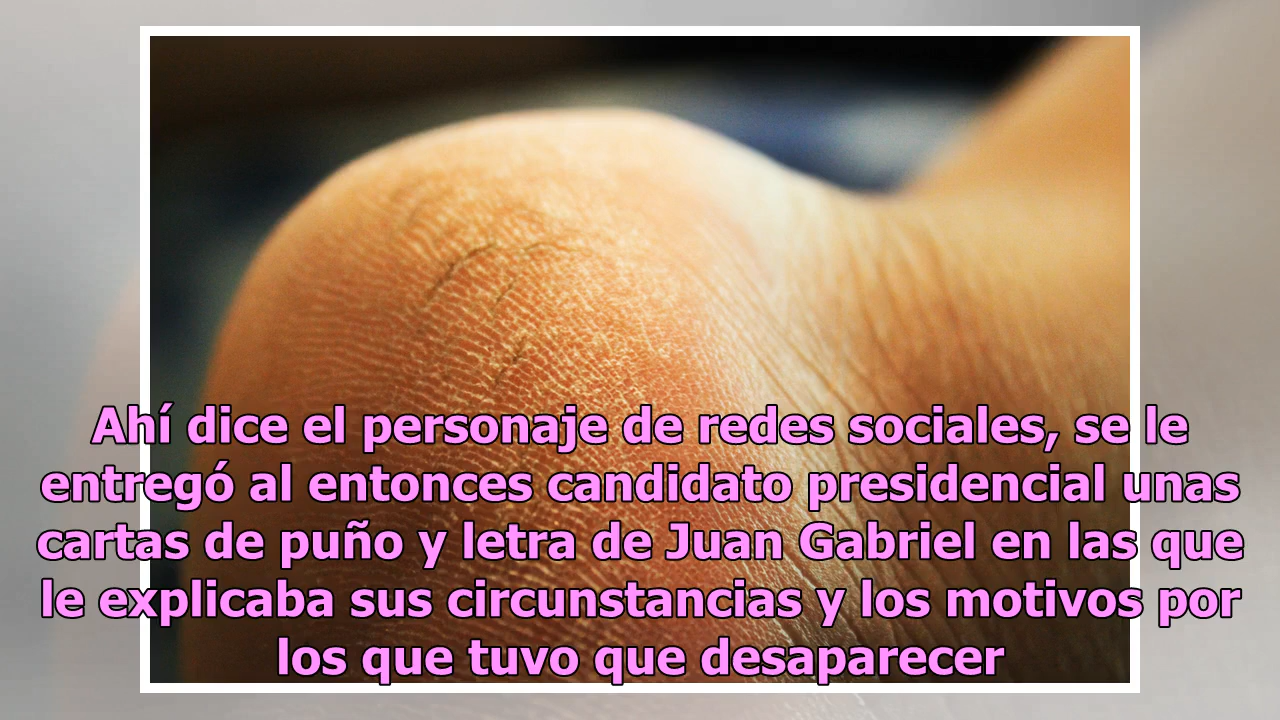 Ahí dice el personaje de redes sociales, se le
entregó al entonces candidato presidencial unas
cartas de puño y letra de Juan Gabriel en las que
le explicaba sus circunstancias y los motivos por
los que tuvo que desaparecer